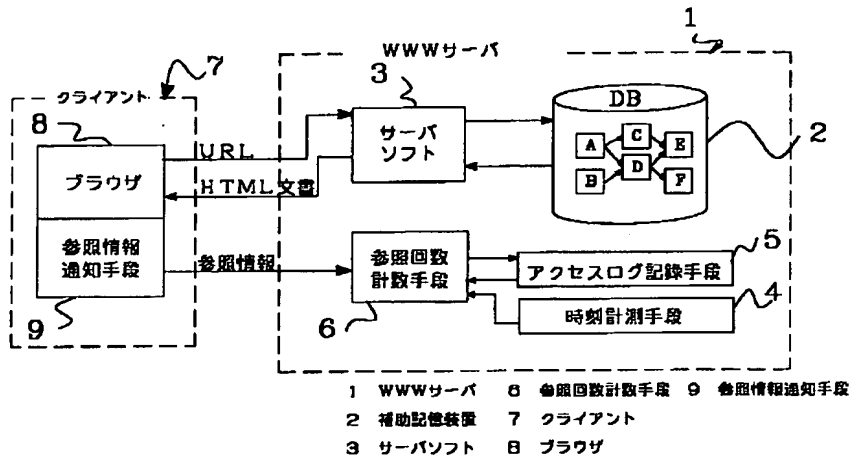 1
WWWサーバ
7
クライアント
3
8
DB
サーバ
ソフト
A
C
E
B
D
F
2
URL
ブラウザ
HTML文書
参照情報
通知手段
参照情報
参照回数
計数手段
5
アクセスログ記録手段
4
時刻計測手段
9
6
1 WWWサーバ 6 参照回数計数手段 9 参照情報通知手段
2 補助記憶装置 7 クライアント
3 サーバソフト 8 ブラウザ